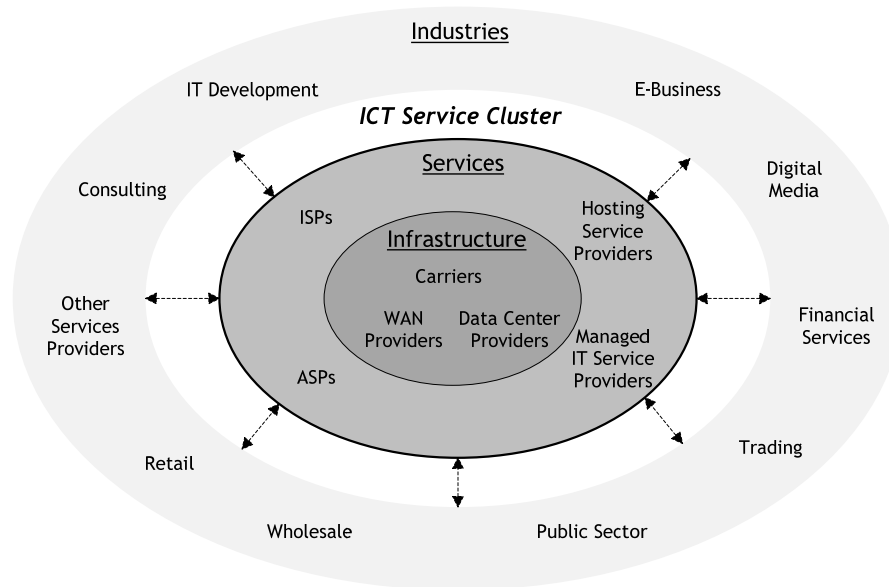 Industries
IT Development
E-Business
ICT Service Cluster
Services
Digital
Media
Consulting
ISPs
Hosting
Service
Providers
Infrastructure
Carriers
Other
Services
Providers
WAN
Providers
Data Center
Providers
Managed
IT Service
Providers
Financial
Services
ASPs
Retail
Trading
Wholesale
Public Sector